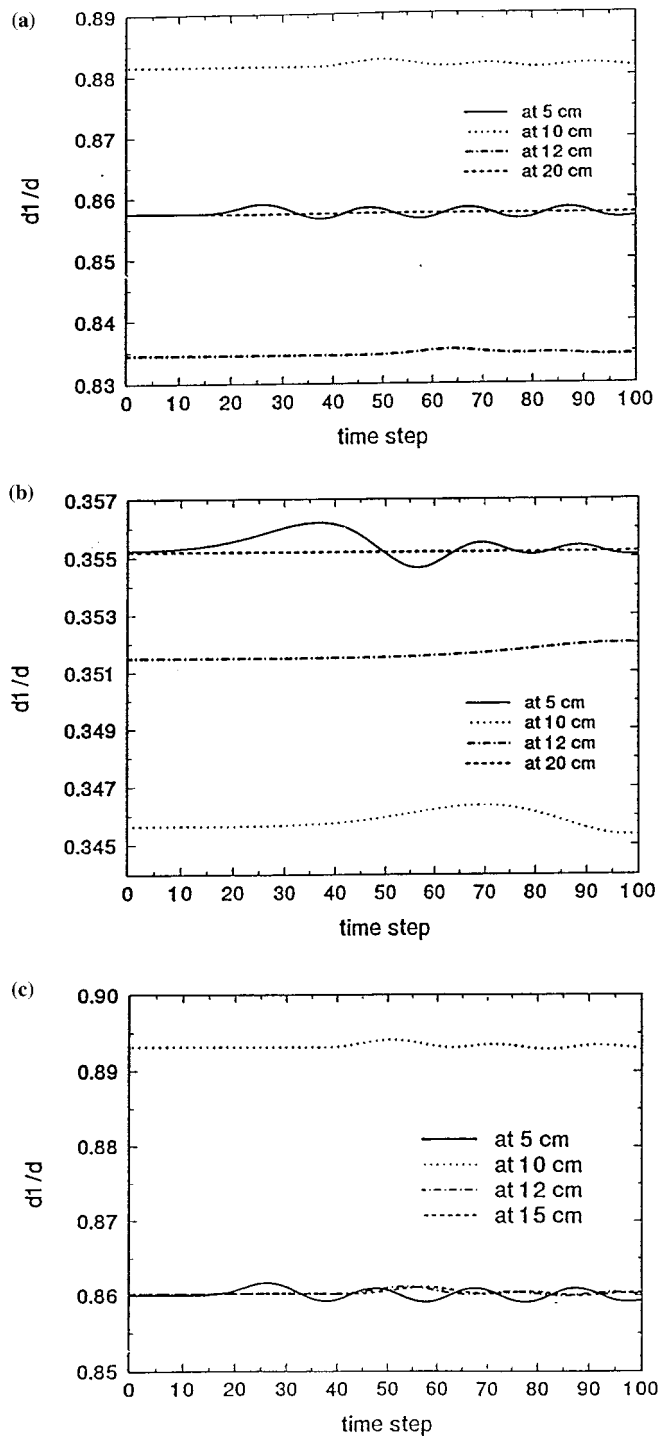 (a)
0.89
0.88
0.87
0.86
0.85
0.84
0.83
d1/d
at 5 cm
at 10 cm
at 12 cm
at 20 cm
0 10 20 30 40 50 60 70 80 90 100
time step
(b)
0.357
0.355
0.353
0.351
0.349
0.347
0.345
d1/d
at 5 cm
at 10 cm
at 12 cm
at 20 cm
0 10 20 30 40 50 60 70 80 90 100
time step
(c)
0.90
0.89
0.88
0.87
0.86
0.85
d1/d
at 5 cm
at 10 cm
at 12 cm
at 15 cm
0 10 20 30 40 50 60 70 80 90 100
time step